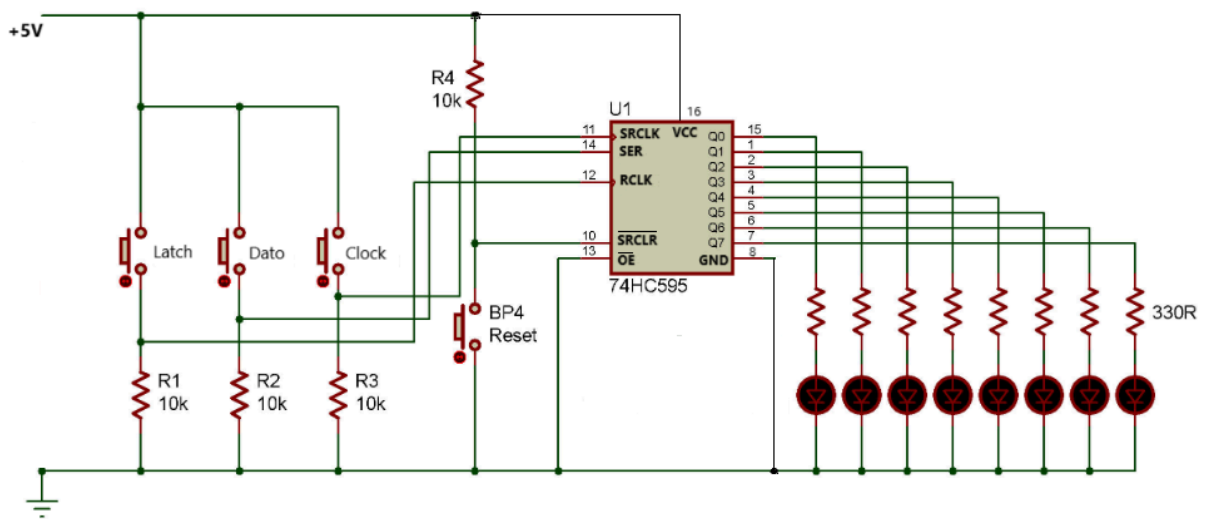 +5V
R4
10k
U1
16
11
SRCLK
VCC
Q0
15
14
SER
Q1
1
Q2
2
12
RCLK
Q3
3
Q4
4
Q5
5
Q6
6
10
SRCLR
Q7
7
13
OE
GND
8
74HC595
Latch
Dato
Clock
BP4
Reset
330R
R1
10k
R2
10k
R3
10k